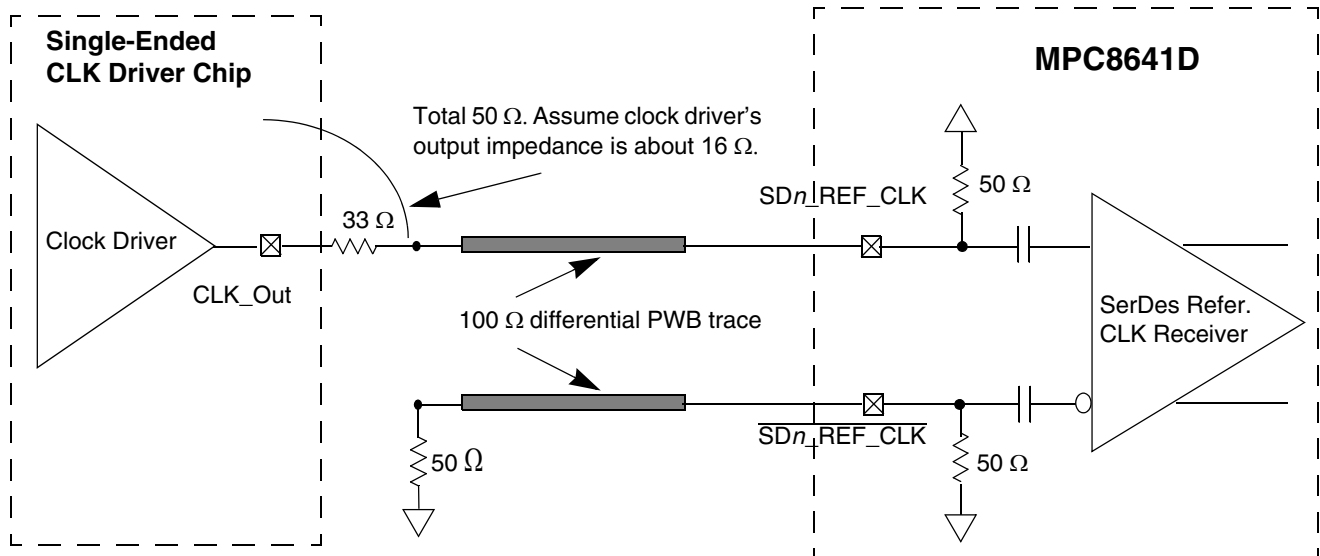 Single-Ended
CLK Driver Chip
MPC8641D
Total 50 Ω. Assume clock driver's
output impedance is about 16 Ω.
SDn_REF_CLK
50 Ω
33 Ω
Clock Driver
CLK_Out
SerDes Refer.
CLK Receiver
100 Ω differential PWB trace
SDn_REF_CLK
50 Ω
50 Ω